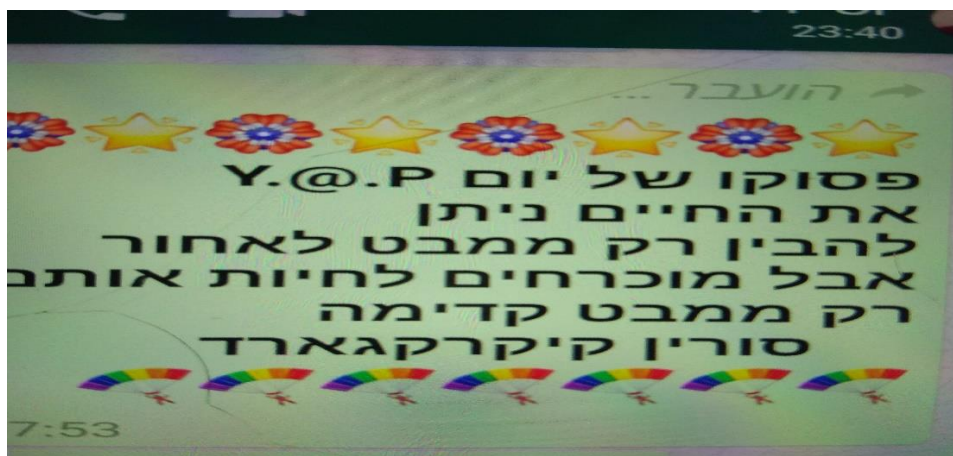 23:40
הועבר...
פסוקו של יום Y.@.P
את החיים ניתן
להבין רק ממבט לאחור
אבל מוכרחים לחיות אותם
רק ממבט קדימה
סורין קיקרקגארד
7:53